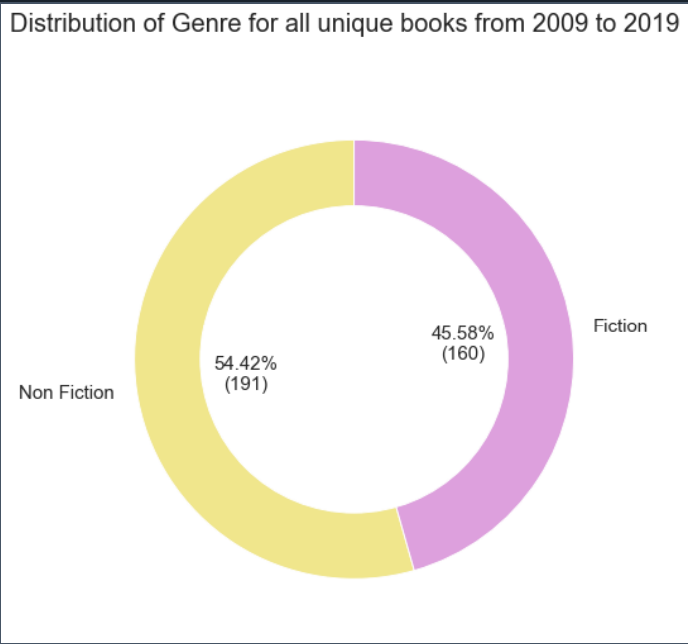 Distribution of Genre for all unique books from 2009 to 2019
45.58%
(160)
Fiction
54.42%
(191)
Non Fiction